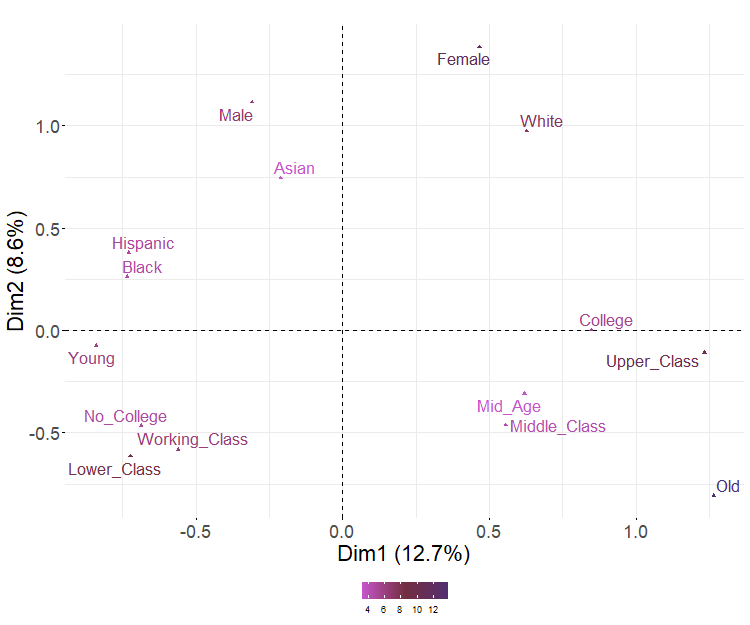 Female
Male
White
Asian
1.0
Hispanic
Black
0.5
Dim2 (8.6%)
College
0.0
Young
Upper_Class
Mid_Age
No_College
Middle_Class
-0.5
Working_Class
Lower_Class
Old
-0.5 0.0 0.5 1.0
Dim1 (12.7%)
4 6 8 10 12